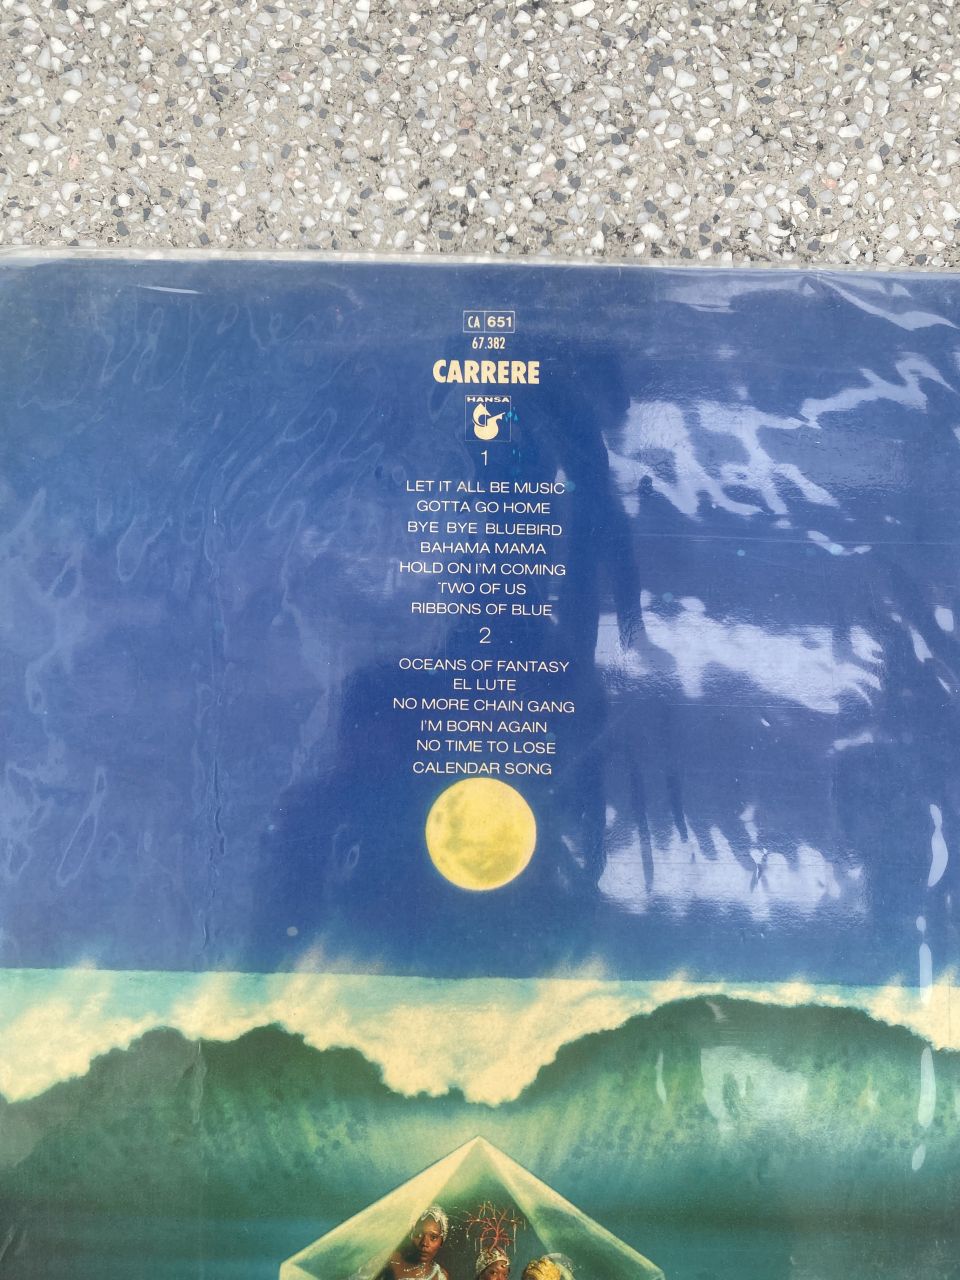 CA 651
67.382
CARRERE
HANSA
1
LET IT ALL BE MUSIC
GOTTA GO HOME
BYE BYE BLUEBIRD
BAHAMA MAMA
HOLD ON I'M COMING
TWO OF US
RIBBONS OF BLUE
2
OCEANS OF FANTASY
EL LUTE
NO MORE CHAIN GANG
I'M BORN AGAIN
NO TIME TO LOSE
CALENDAR SONG